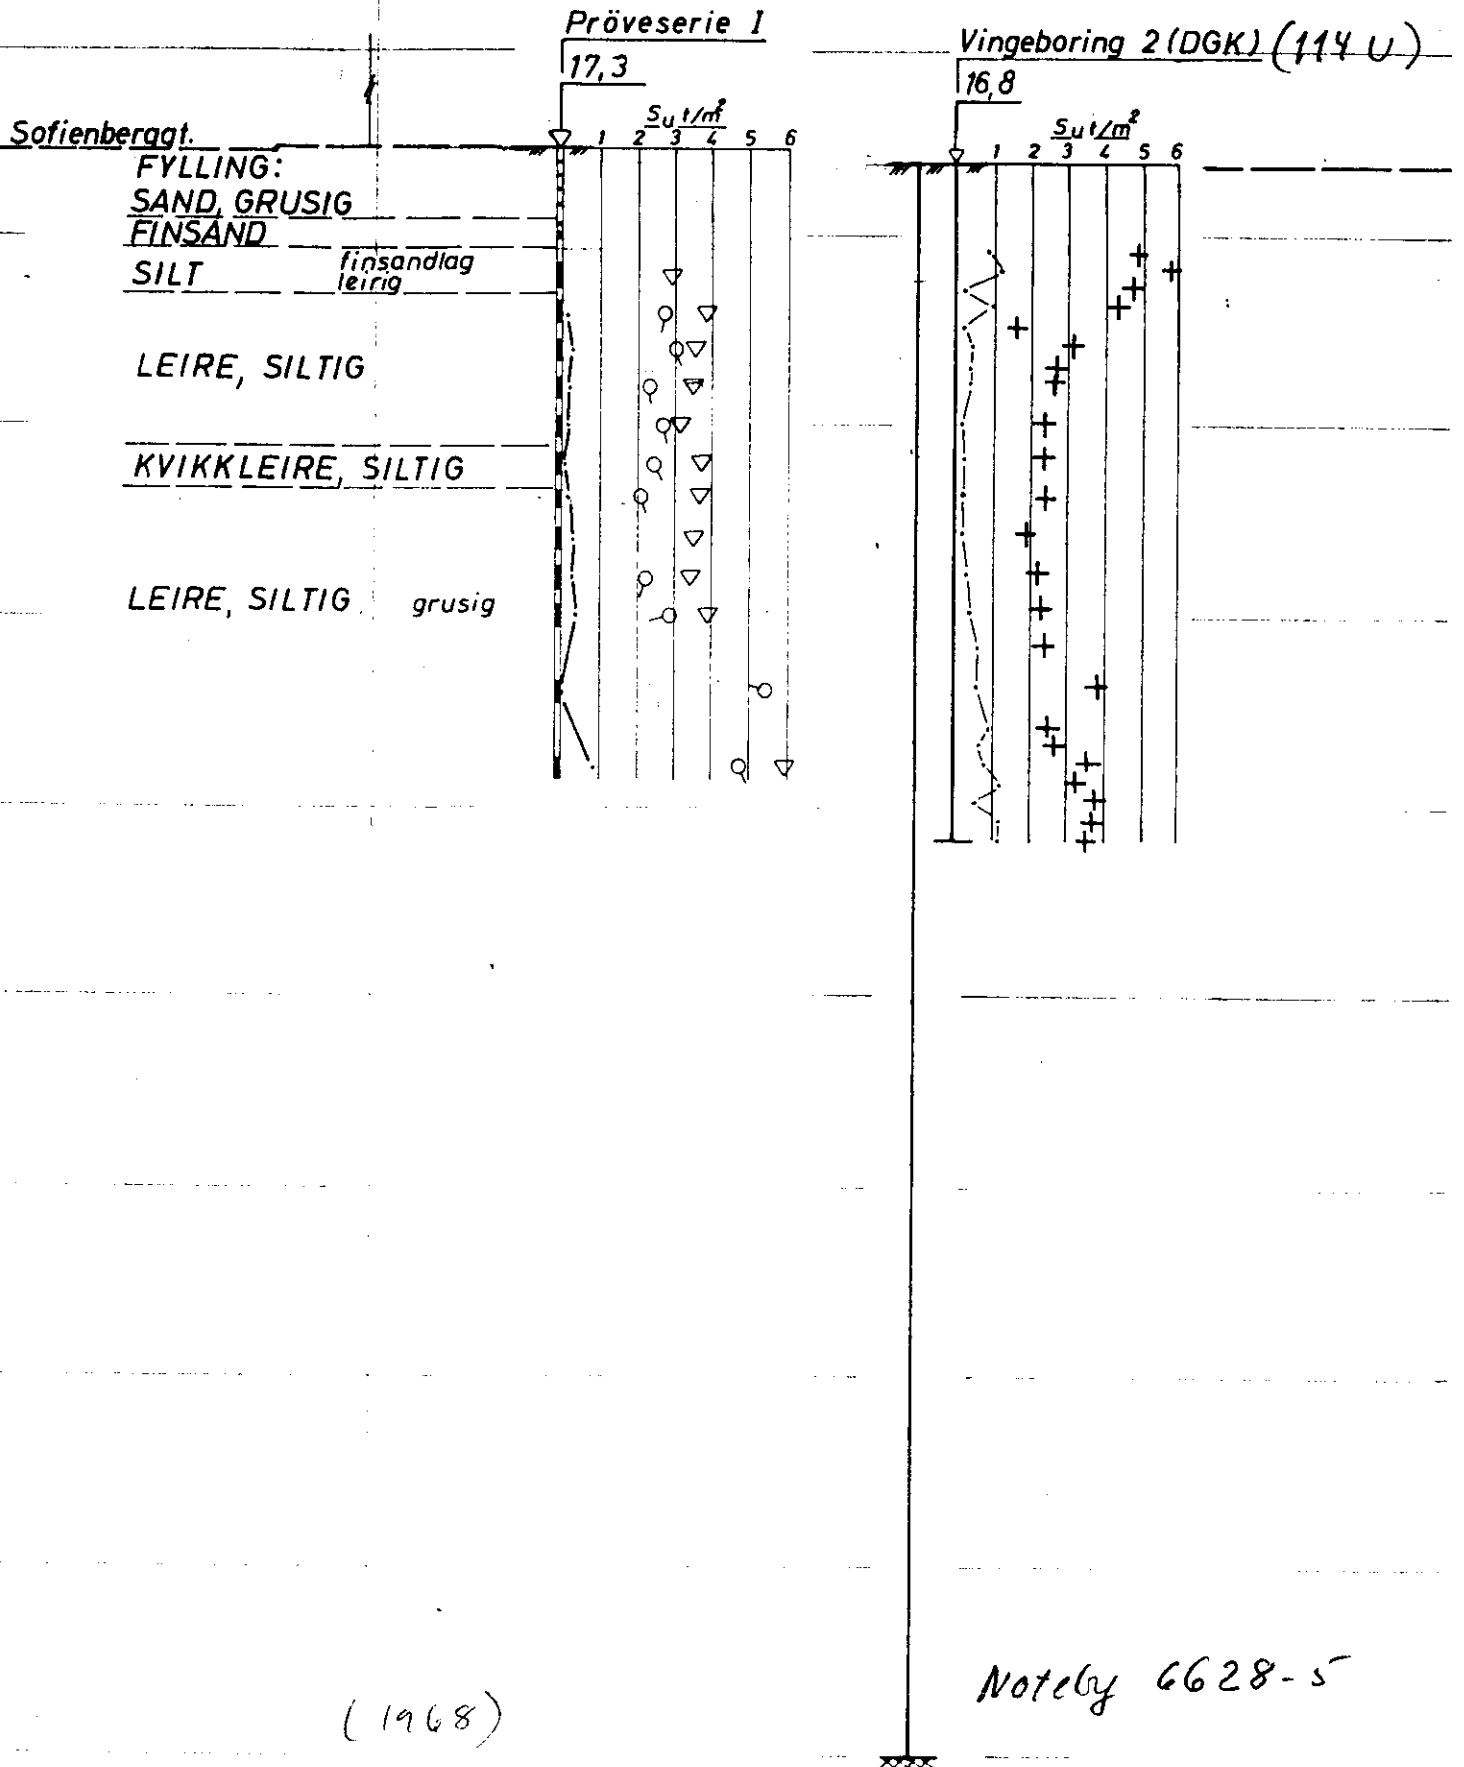 Pröveserie I
17,3
Vingeboring 2 (DGK) (114 U)
16,8
Su t/m²
1 2 3 4 5 6
Su t/m²
1 2 3 4 5 6
Sofienberggt.
FYLLING:
SAND, GRUSIG
FINSAND
SILT finsandlag
leirig
LEIRE, SILTIG
KVIKKLEIRE, SILTIG
LEIRE, SILTIG grusig
Noteby 6628-5
(1968)